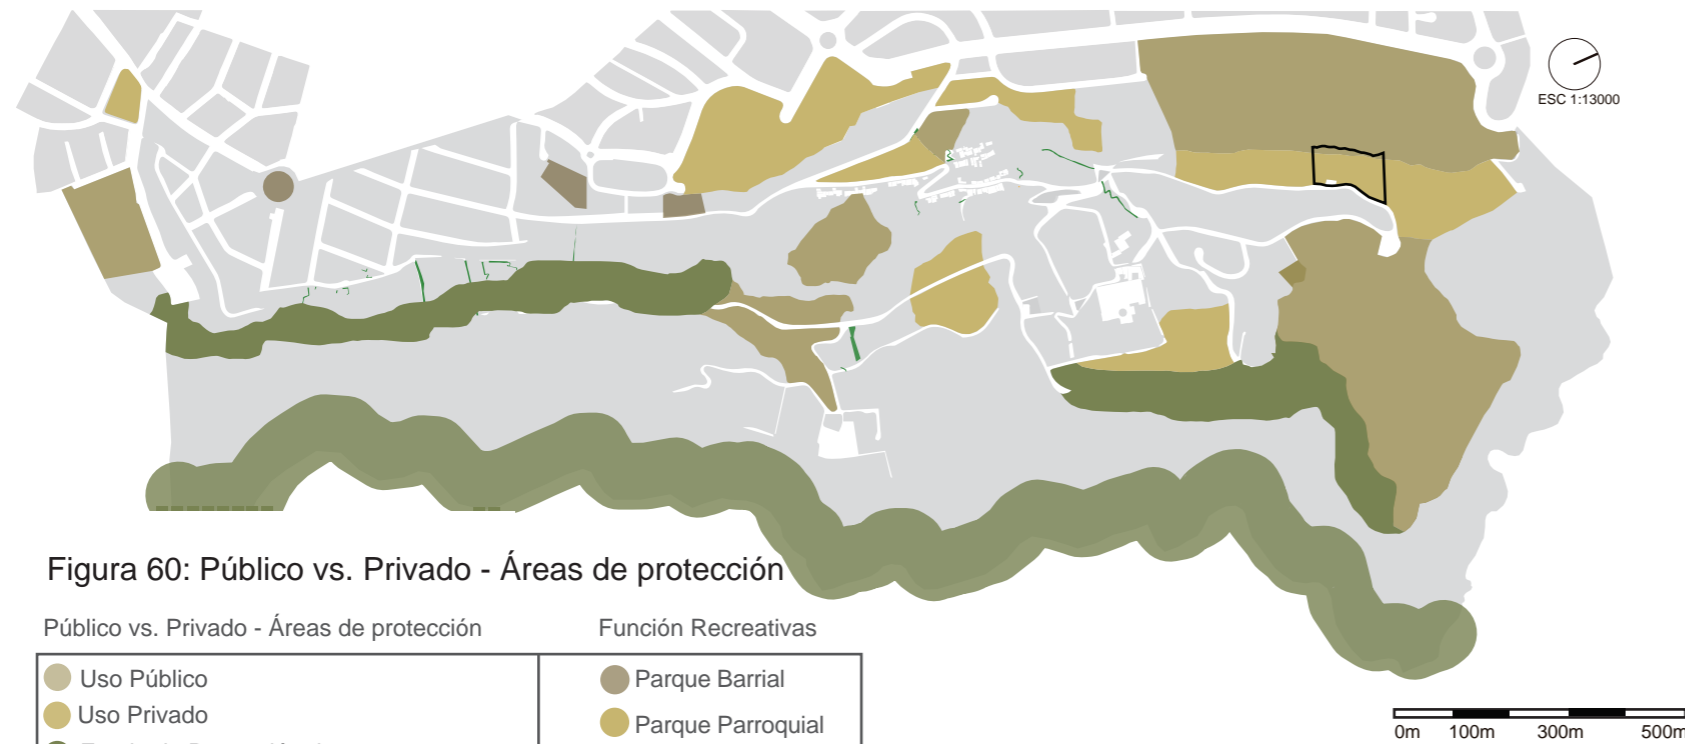 ESC 1:13000
Figura 60: Público vs. Privado - Áreas de protección
Público vs. Privado - Áreas de protección
Función Recreativas
Uso Público
Parque Barrial
Uso Privado
Parque Parroquial
0m 100m 300m 500m